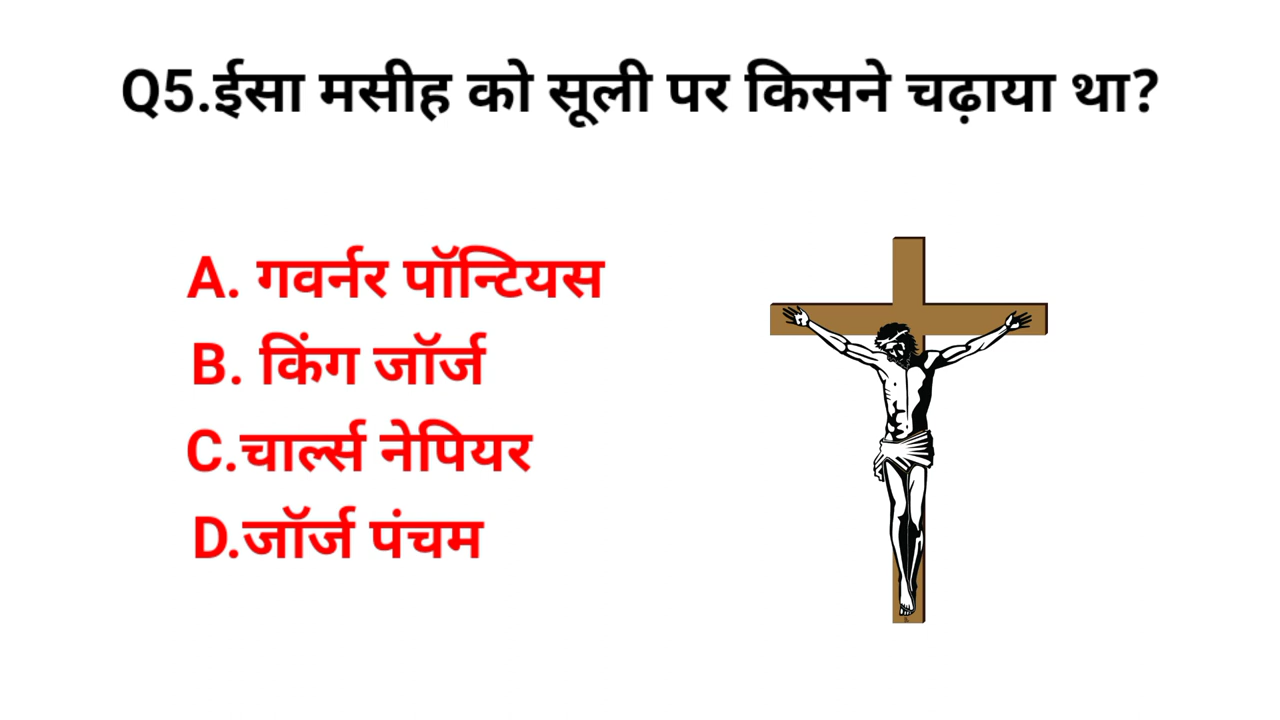 Q5.ईसा मसीह को सूली पर किसने चढ़ाया था?
A. गवर्नर पॉन्टियस
B. किंग जॉर्ज
C.चार्ल्स नेपियर
D.जॉर्ज पंचम